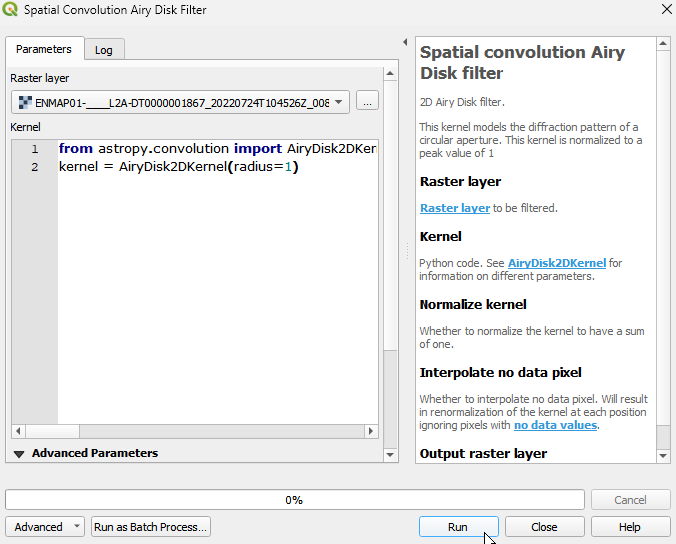 Spatial Convolution Airy Disk Filter
Parameters
Log
Raster layer
ENMAP01-____L2A-DT0000001867_20220724T104526Z_008
...
Kernel
1 from astropy.convolution import AiryDisk2DKer
2 kernel = AiryDisk2DKernel(radius=1)
Advanced Parameters
Spatial convolution Airy
Disk filter
2D Airy Disk filter.
This kernel models the diffraction pattern of a
circular aperture. This kernel is normalized to a
peak value of 1
Raster layer
Raster layer to be filtered.
Kernel
Python code. See AiryDisk2DKernel for
information on different parameters.
Normalize kernel
Whether to normalize the kernel to have a sum
of one.
Interpolate no data pixel
Whether to interpolate no data pixel. Will result
in renormalization of the kernel at each position
ignoring pixels with no data values.
Output raster layer
0%
Cancel
Advanced
Run as Batch Process...
Run
Close
Help